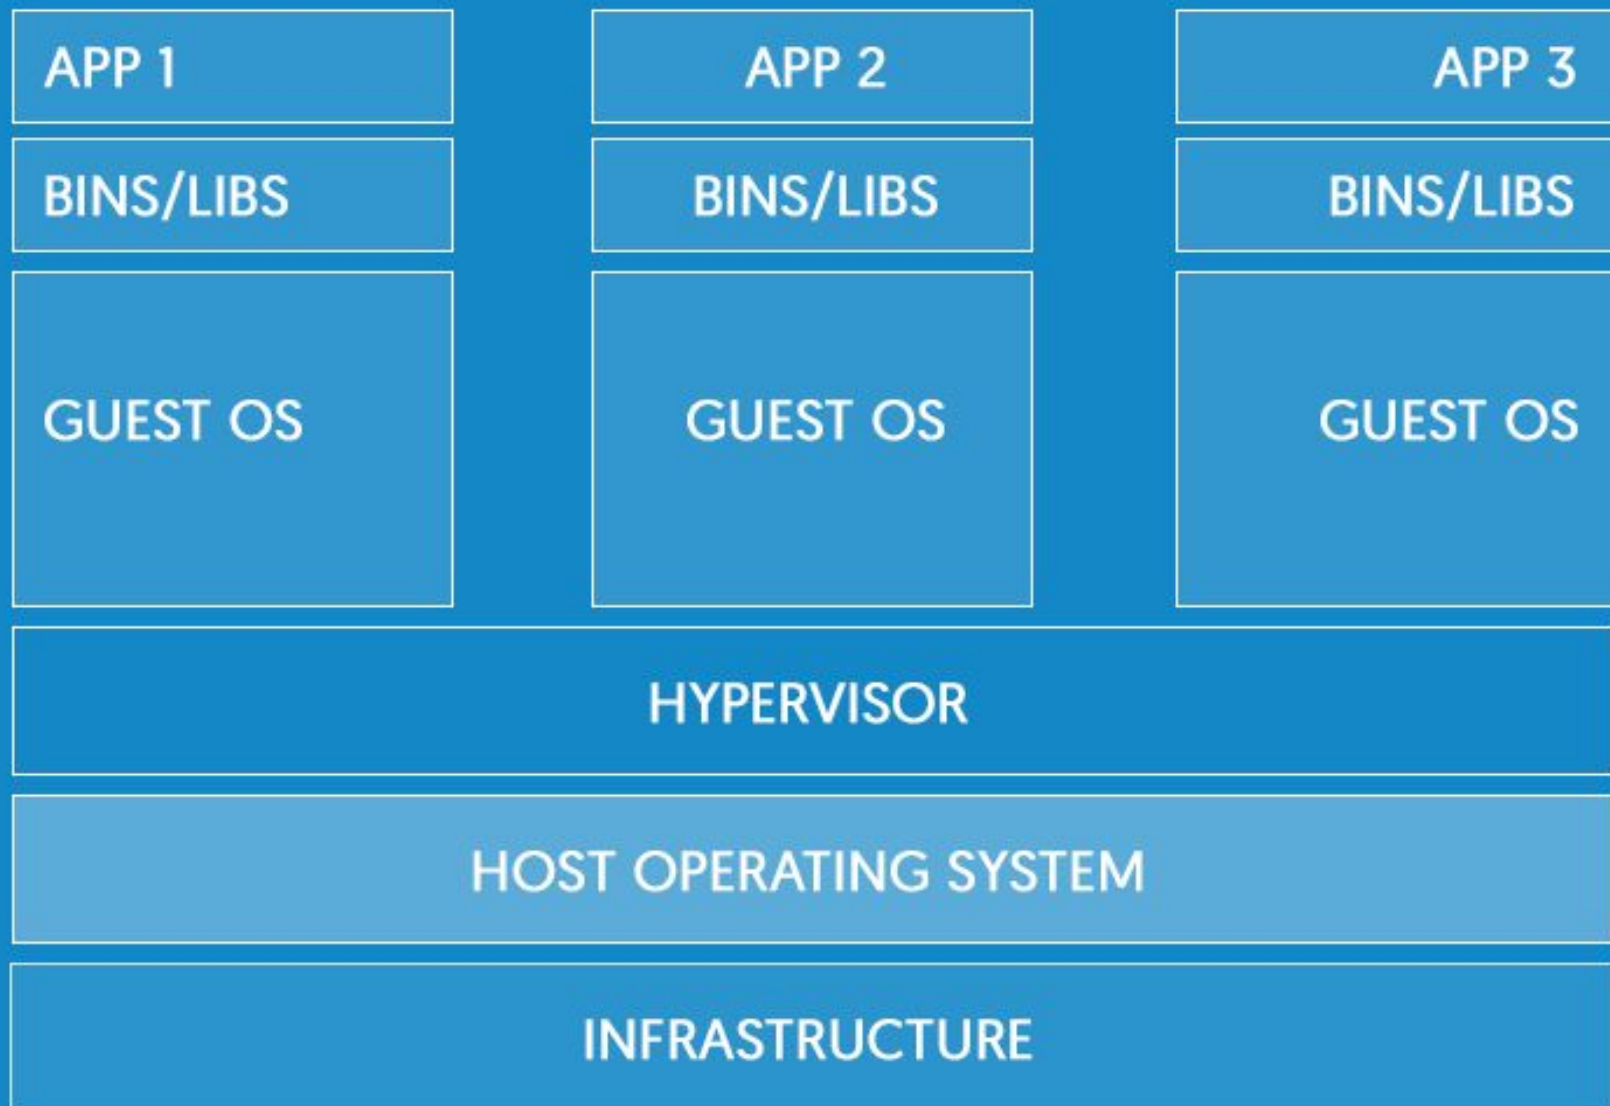 APP 1
APP 2
APP 3
BINS/LIBS
BINS/LIBS
BINS/LIBS
GUEST OS
GUEST OS
GUEST OS
HYPERVISOR
HOST OPERATING SYSTEM
INFRASTRUCTURE